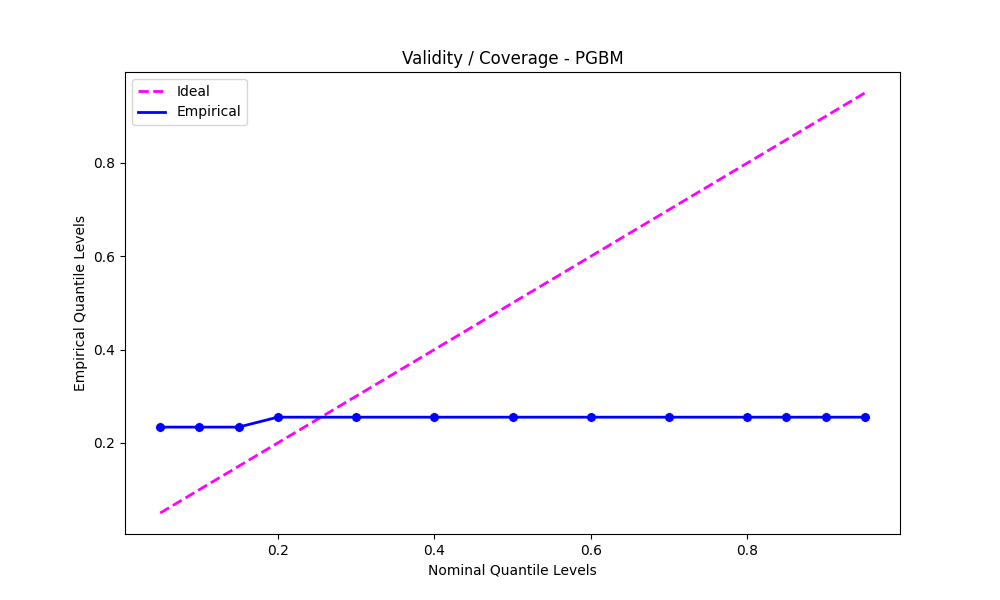 Validity / Coverage - PGBM
Ideal
Empirical
0.8
0.6
0.4
0.2
Empirical Quantile Levels
0.2 0.4 0.6 0.8
Nominal Quantile Levels